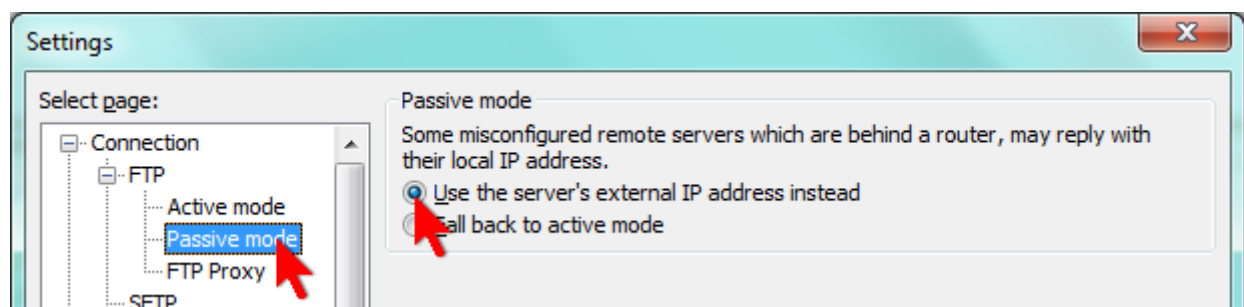 Settings
Select page:
Connection
FTP
Active mode
Passive mode
FTP Proxy
SFTP
Passive mode
Some misconfigured remote servers which are behind a router, may reply with
their local IP address.
Use the server's external IP address instead
Fall back to active mode